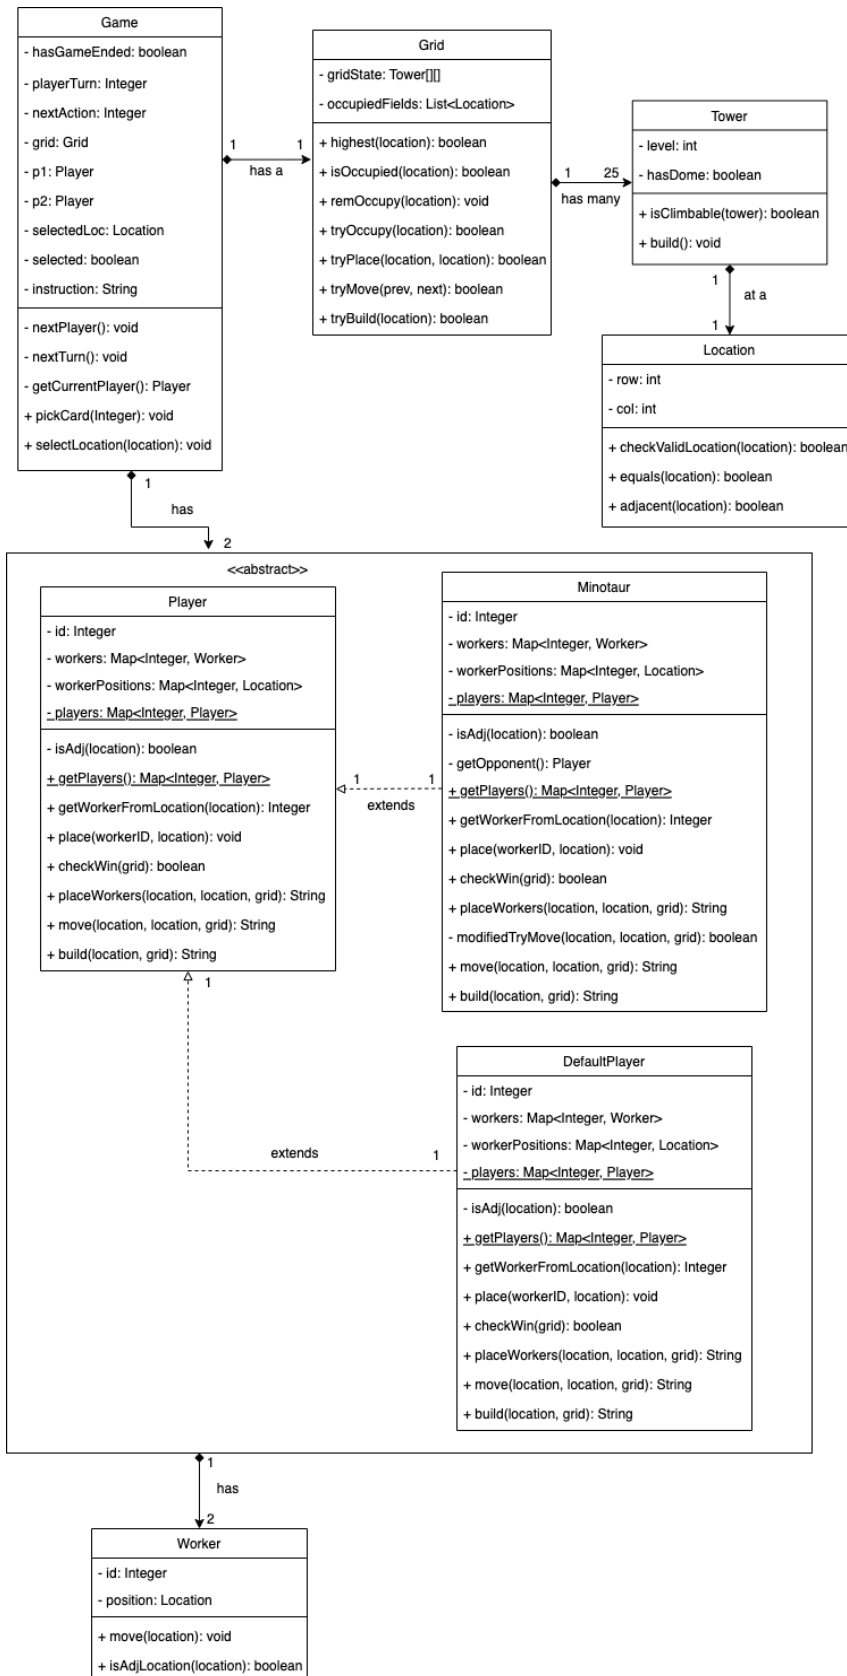 Game
- hasGameEnded: boolean
- playerTurn: Integer
- nextAction: Integer
- grid: Grid
- p1: Player
- p2: Player
- selectedLoc: Location
- selected: boolean
- instruction: String
- nextPlayer(): void
- nextTurn(): void
- getCurrentPlayer(): Player
+ pickCard(Integer): void
+ selectLocation(location): void
1
has a
1
Grid
- gridState: Tower[][]
- occupiedFields: List<Location>
+ highest(location): boolean
+ isOccupied(location): boolean
+ remOccupy(location): void
+ tryOccupy(location): boolean
+ tryPlace(location, location): boolean
+ tryMove(prev, next): boolean
+ tryBuild(location): boolean
1
has many
25
Tower
- level: int
- hasDome: boolean
+ isClimbable(tower): boolean
+ build(): void
1
at a
1
Location
- row: int
- col: int
+ checkValidLocation(location): boolean
+ equals(location): boolean
+ adjacent(location): boolean
1
has
2
<<abstract>>
Player
- id: Integer
- workers: Map<Integer, Worker>
- workerPositions: Map<Integer, Location>
- players: Map<Integer, Player>
- isAdj(location): boolean
+ getPlayers(): Map<Integer, Player>
+ getWorkerFromLocation(location): Integer
+ place(workerID, location): void
+ checkWin(grid): boolean
+ placeWorkers(location, location, grid): String
+ move(location, location, grid): String
+ build(location, grid): String
1
extends
1
Minotaur
- id: Integer
- workers: Map<Integer, Worker>
- workerPositions: Map<Integer, Location>
- players: Map<Integer, Player>
- isAdj(location): boolean
- getOpponent(): Player
+ getPlayers(): Map<Integer, Player>
+ getWorkerFromLocation(location): Integer
+ place(workerID, location): void
+ checkWin(grid): boolean
+ placeWorkers(location, location, grid): String
- modifiedTryMove(location, location, grid): boolean
+ move(location, location, grid): String
+ build(location, grid): String
1
extends
1
DefaultPlayer
- id: Integer
- workers: Map<Integer, Worker>
- workerPositions: Map<Integer, Location>
- players: Map<Integer, Player>
- isAdj(location): boolean
+ getPlayers(): Map<Integer, Player>
+ getWorkerFromLocation(location): Integer
+ place(workerID, location): void
+ checkWin(grid): boolean
+ placeWorkers(location, location, grid): String
+ move(location, location, grid): String
+ build(location, grid): String
1
has
2
Worker
- id: Integer
- position: Location
+ move(location): void
+ isAdjLocation(location): boolean